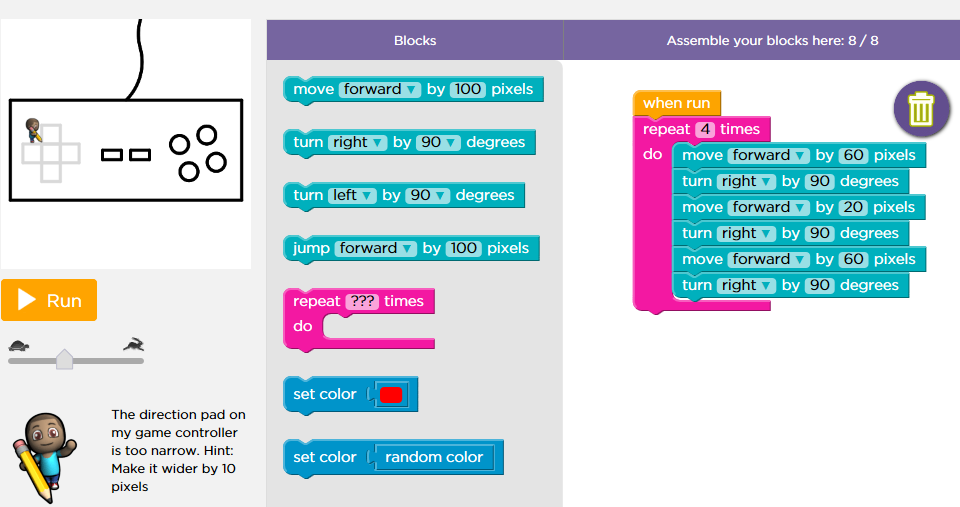 Blocks
Assemble your blocks here: 8 / 8
move forward ▼ by 100 pixels
turn right ▼ by 90 ▼ degrees
turn left ▼ by 90 ▼ degrees
jump forward ▼ by 100 pixels
repeat ??? times
do
set color
set color random color
when run
repeat 4 times
do move forward ▼ by 60 pixels
turn right ▼ by 90 degrees
move forward ▼ by 20 pixels
turn right ▼ by 90 degrees
move forward ▼ by 60 pixels
turn right ▼ by 90 degrees
Run
The direction pad on
my game controller
is too narrow. Hint:
Make it wider by 10
pixels